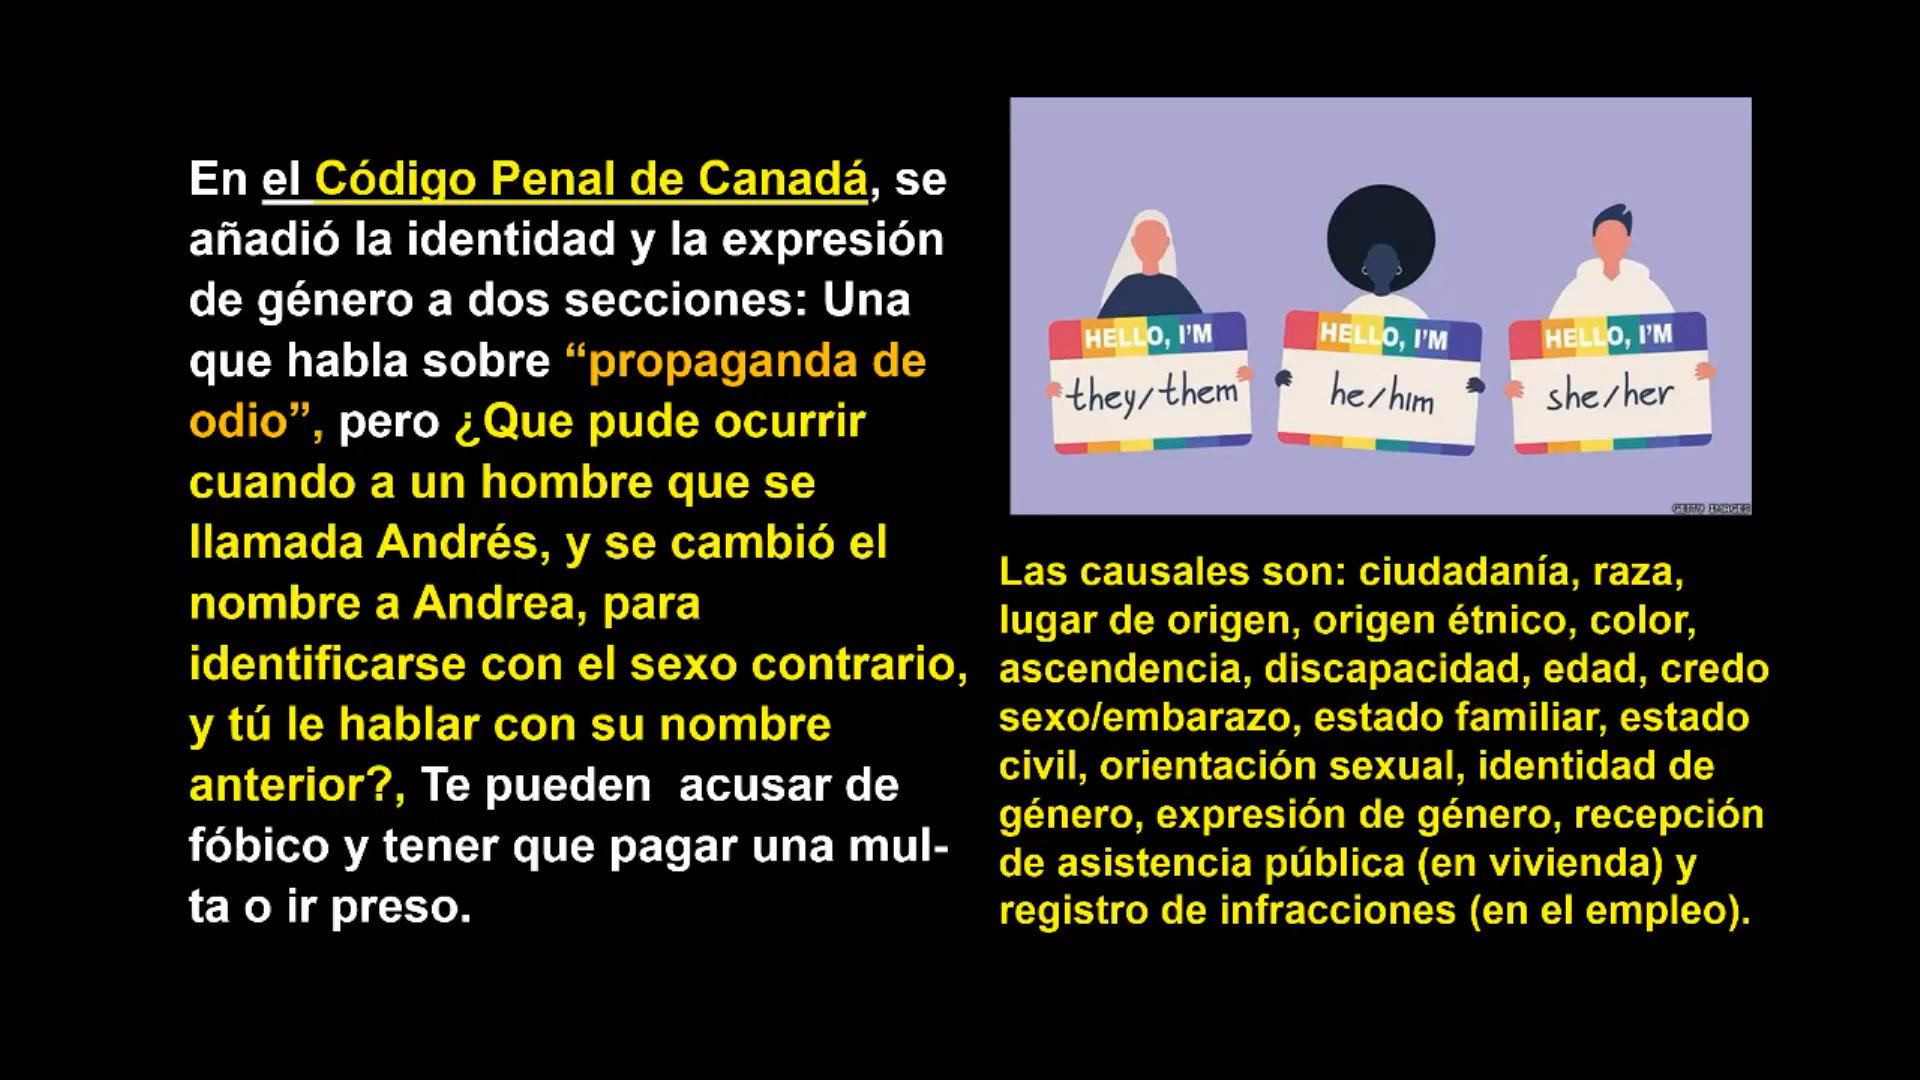 En el Código Penal de Canadá, se
añadió la identidad y la expresión
de género a dos secciones: Una
que habla sobre “propaganda de
odio”, pero ¿Que pude ocurrir
cuando a un hombre que se
llamada Andrés, y se cambió el
nombre a Andrea, para
identificarse con el sexo contrario,
y tú le hablar con su nombre
anterior?, Te pueden  acusar de
fóbico y tener que pagar una mul-
ta o ir preso.
HELLO, I'M
they/them
HELLO, I'M
he/him
HELLO, I'M
she/her
GETTY IMAGES
Las causales son: ciudadanía, raza,
lugar de origen, origen étnico, color,
ascendencia, discapacidad, edad, credo
sexo/embarazo, estado familiar, estado
civil, orientación sexual, identidad de
género, expresión de género, recepción
de asistencia pública (en vivienda) y
registro de infracciones (en el empleo).